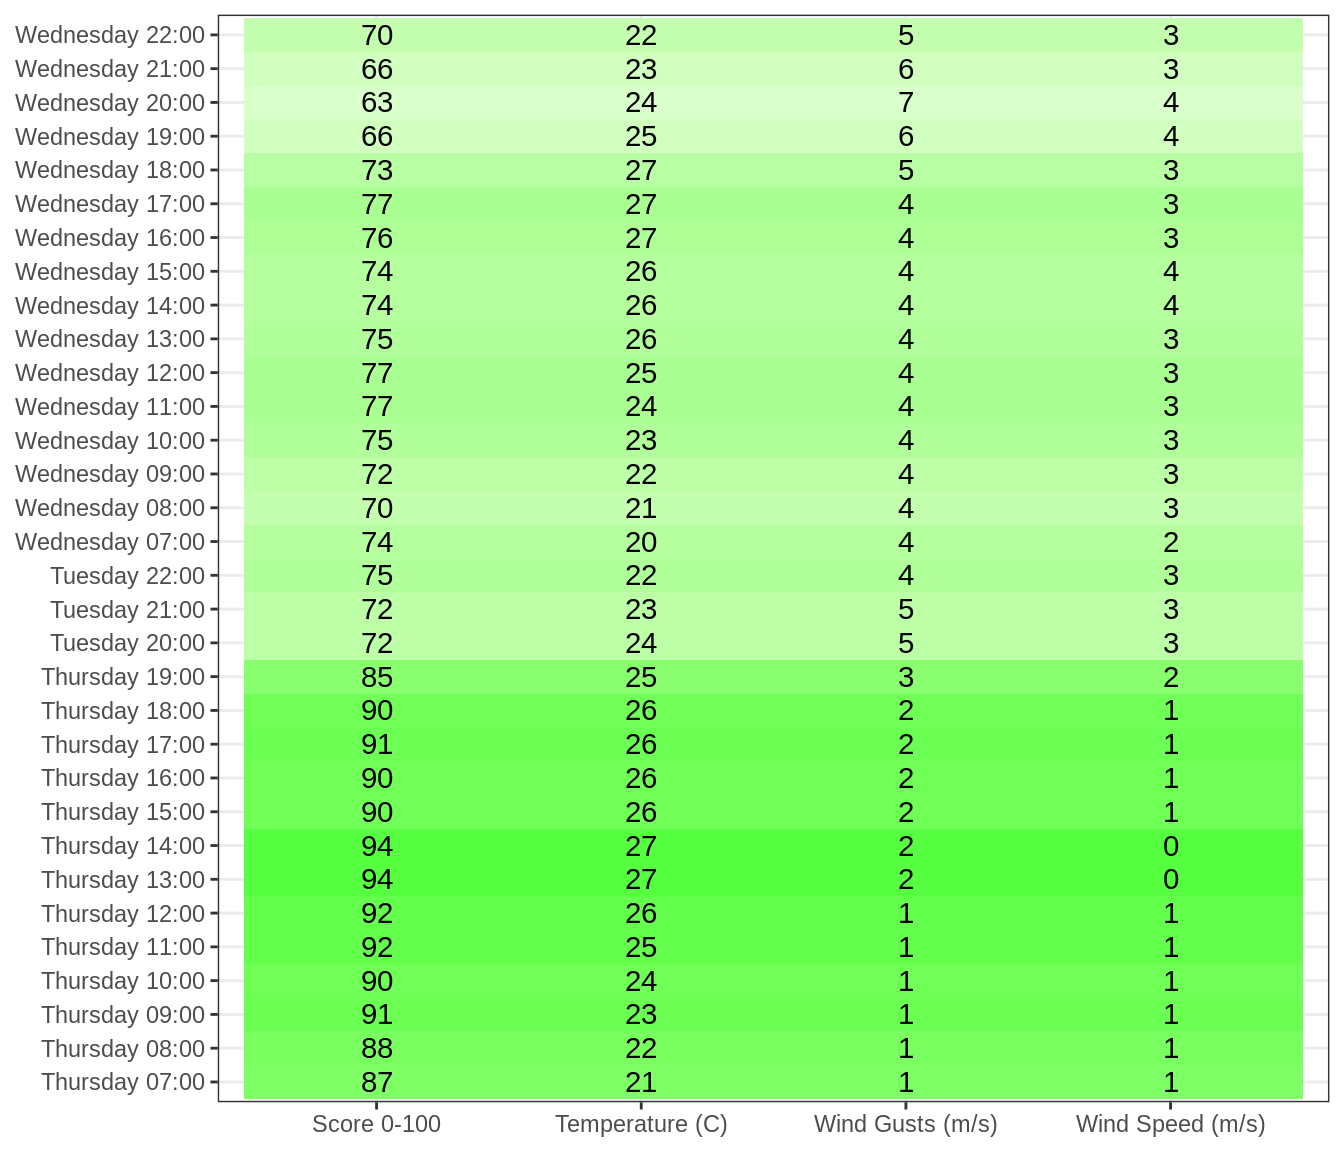 Wednesday 22:00 70 22 5 3
Wednesday 21:00 66 23 6 3
Wednesday 20:00 63 24 7 4
Wednesday 19:00 66 25 6 4
Wednesday 18:00 73 27 5 3
Wednesday 17:00 77 27 4 3
Wednesday 16:00 76 27 4 3
Wednesday 15:00 74 26 4 4
Wednesday 14:00 74 26 4 4
Wednesday 13:00 75 26 4 3
Wednesday 12:00 77 25 4 3
Wednesday 11:00 77 24 4 3
Wednesday 10:00 75 23 4 3
Wednesday 09:00 72 22 4 3
Wednesday 08:00 70 21 4 3
Wednesday 07:00 74 20 4 2
Tuesday 22:00 75 22 4 3
Tuesday 21:00 72 23 5 3
Tuesday 20:00 72 24 5 3
Thursday 19:00 85 25 3 2
Thursday 18:00 90 26 2 1
Thursday 17:00 91 26 2 1
Thursday 16:00 90 26 2 1
Thursday 15:00 90 26 2 1
Thursday 14:00 94 27 2 0
Thursday 13:00 94 27 2 0
Thursday 12:00 92 26 1 1
Thursday 11:00 92 25 1 1
Thursday 10:00 90 24 1 1
Thursday 09:00 91 23 1 1
Thursday 08:00 88 22 1 1
Thursday 07:00 87 21 1 1
Score 0-100 Temperature (C) Wind Gusts (m/s) Wind Speed (m/s)